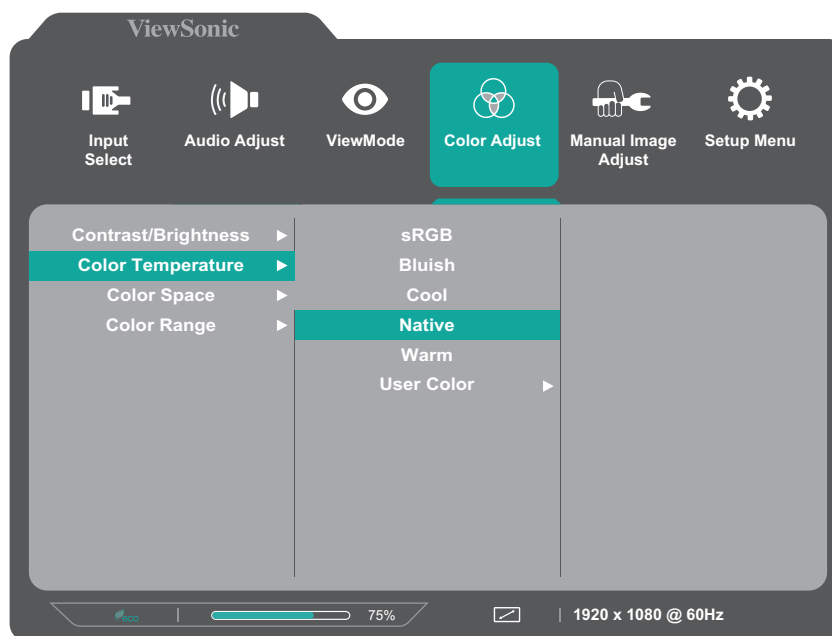 ViewSonic
Input
Select
Audio Adjust
ViewMode
Color Adjust
Manual Image
Adjust
Setup Menu
Contrast/Brightness
Color Temperature
Color Space
Color Range
sRGB
Bluish
Cool
Native
Warm
User Color
eco
75%
1920 x 1080 @ 60Hz